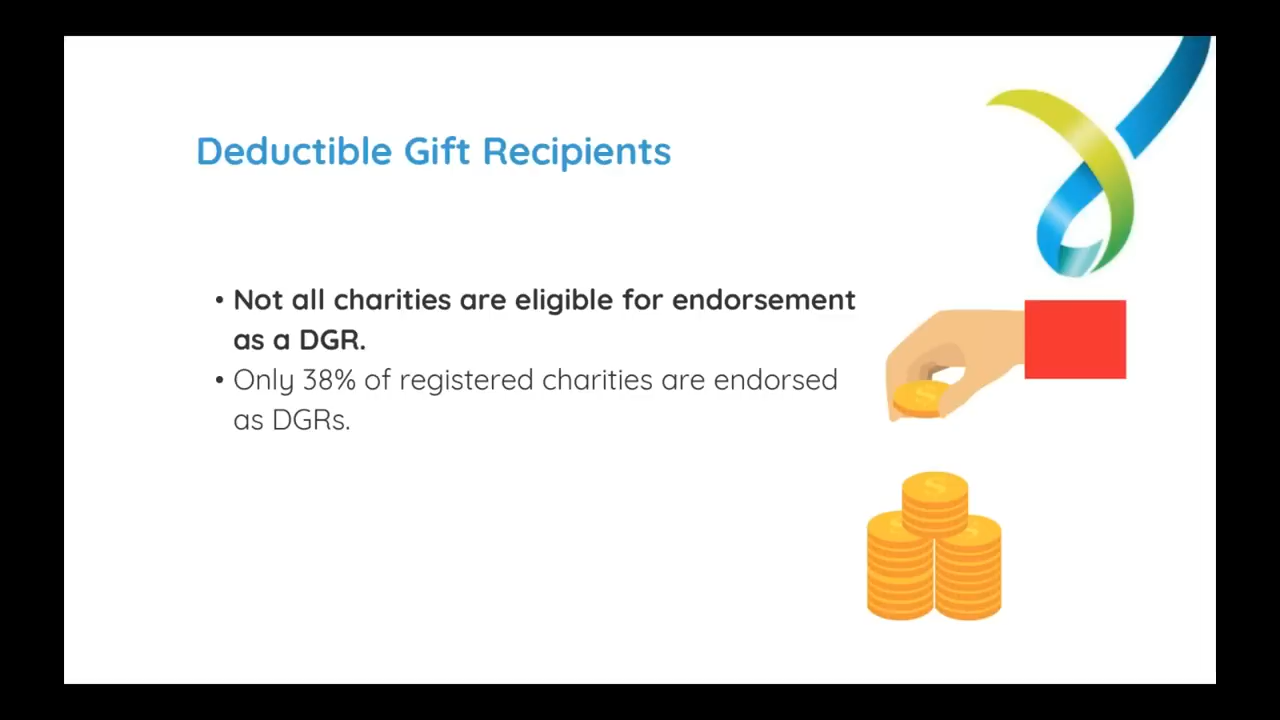 Deductible Gift Recipients
• Not all charities are eligible for endorsement
as a DGR.
• Only 38% of registered charities are endorsed
as DGRs.